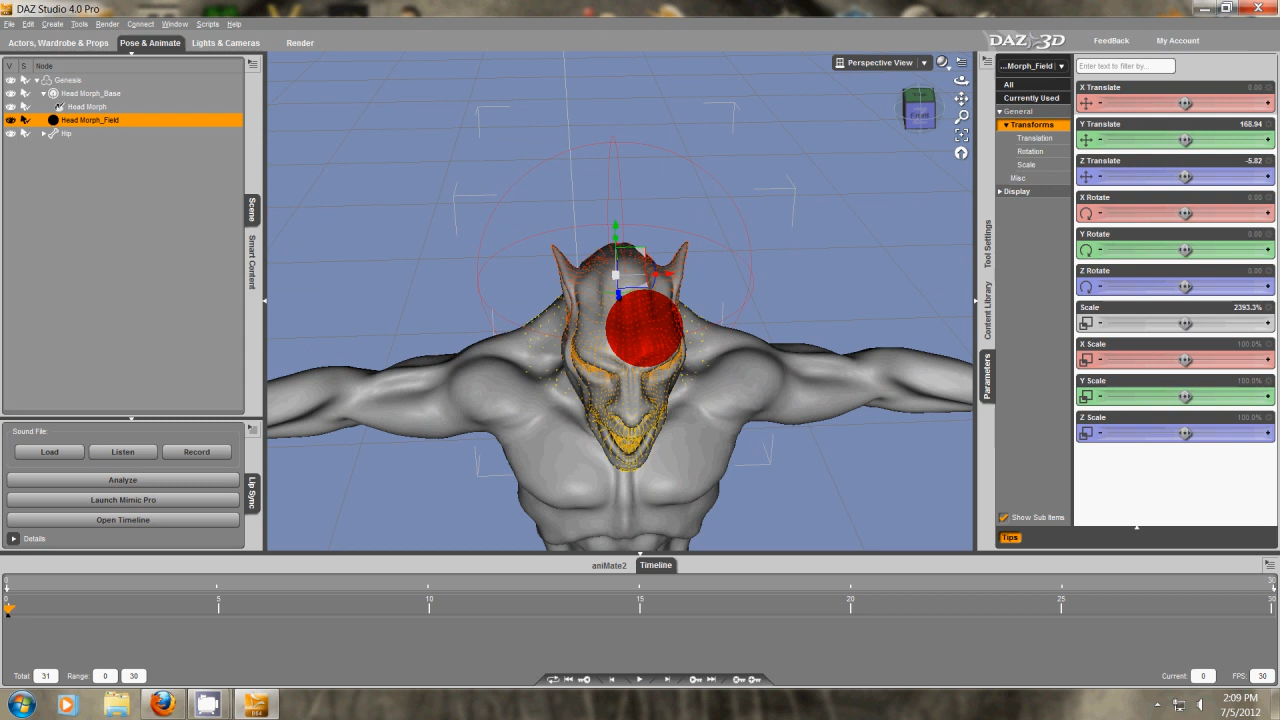 DAZ Studio 4.0 Pro
File Edit Create Tools Render Connect Window Scripts Help
Actors, Wardrobe & Props Pose & Animate Lights & Cameras Render
DAZ 3D FeedBack My Account
V S Node
Genesis
Head Morph_Base
Head Morph
Head Morph_Field
Hip
Scene
Smart Content
Sound File:
Load Listen Record
Analyze
Launch Mimic Pro
Open Timeline
Details
Lip Sync
Perspective View
Tool Settings
Content Library
Parameters
...Morph_Field
All
Currently Used
General
Transforms
Translation
Rotation
Scale
Misc
Display
Show Sub Items
Tips
Enter text to filter by...
X Translate 0.00
Y Translate 168.94
Z Translate -5.82
X Rotate 0.00
Y Rotate 0.00
Z Rotate 0.00
Scale 2393.3%
X Scale 100.0%
Y Scale 100.0%
Z Scale 100.0%
aniMate2 Timeline
0 30
0 5 10 15 20 25 30
Total: 31 Range: 0 30 Current: 0 FPS: 30
DS4
2:09 PM
7/5/2012